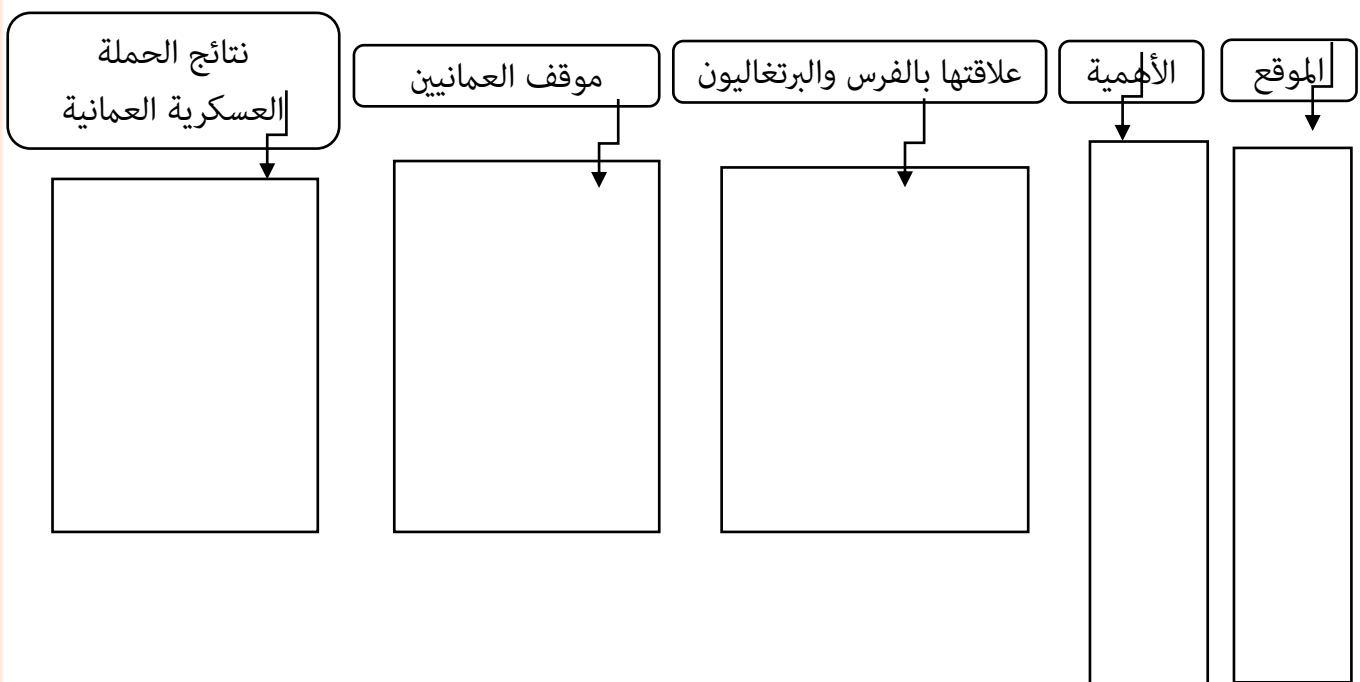 الموقع
الأهمية
علاقتها بالفرس والبرتغاليون
موقف العمانيين
نتائج الحملة
العسكرية العمانية